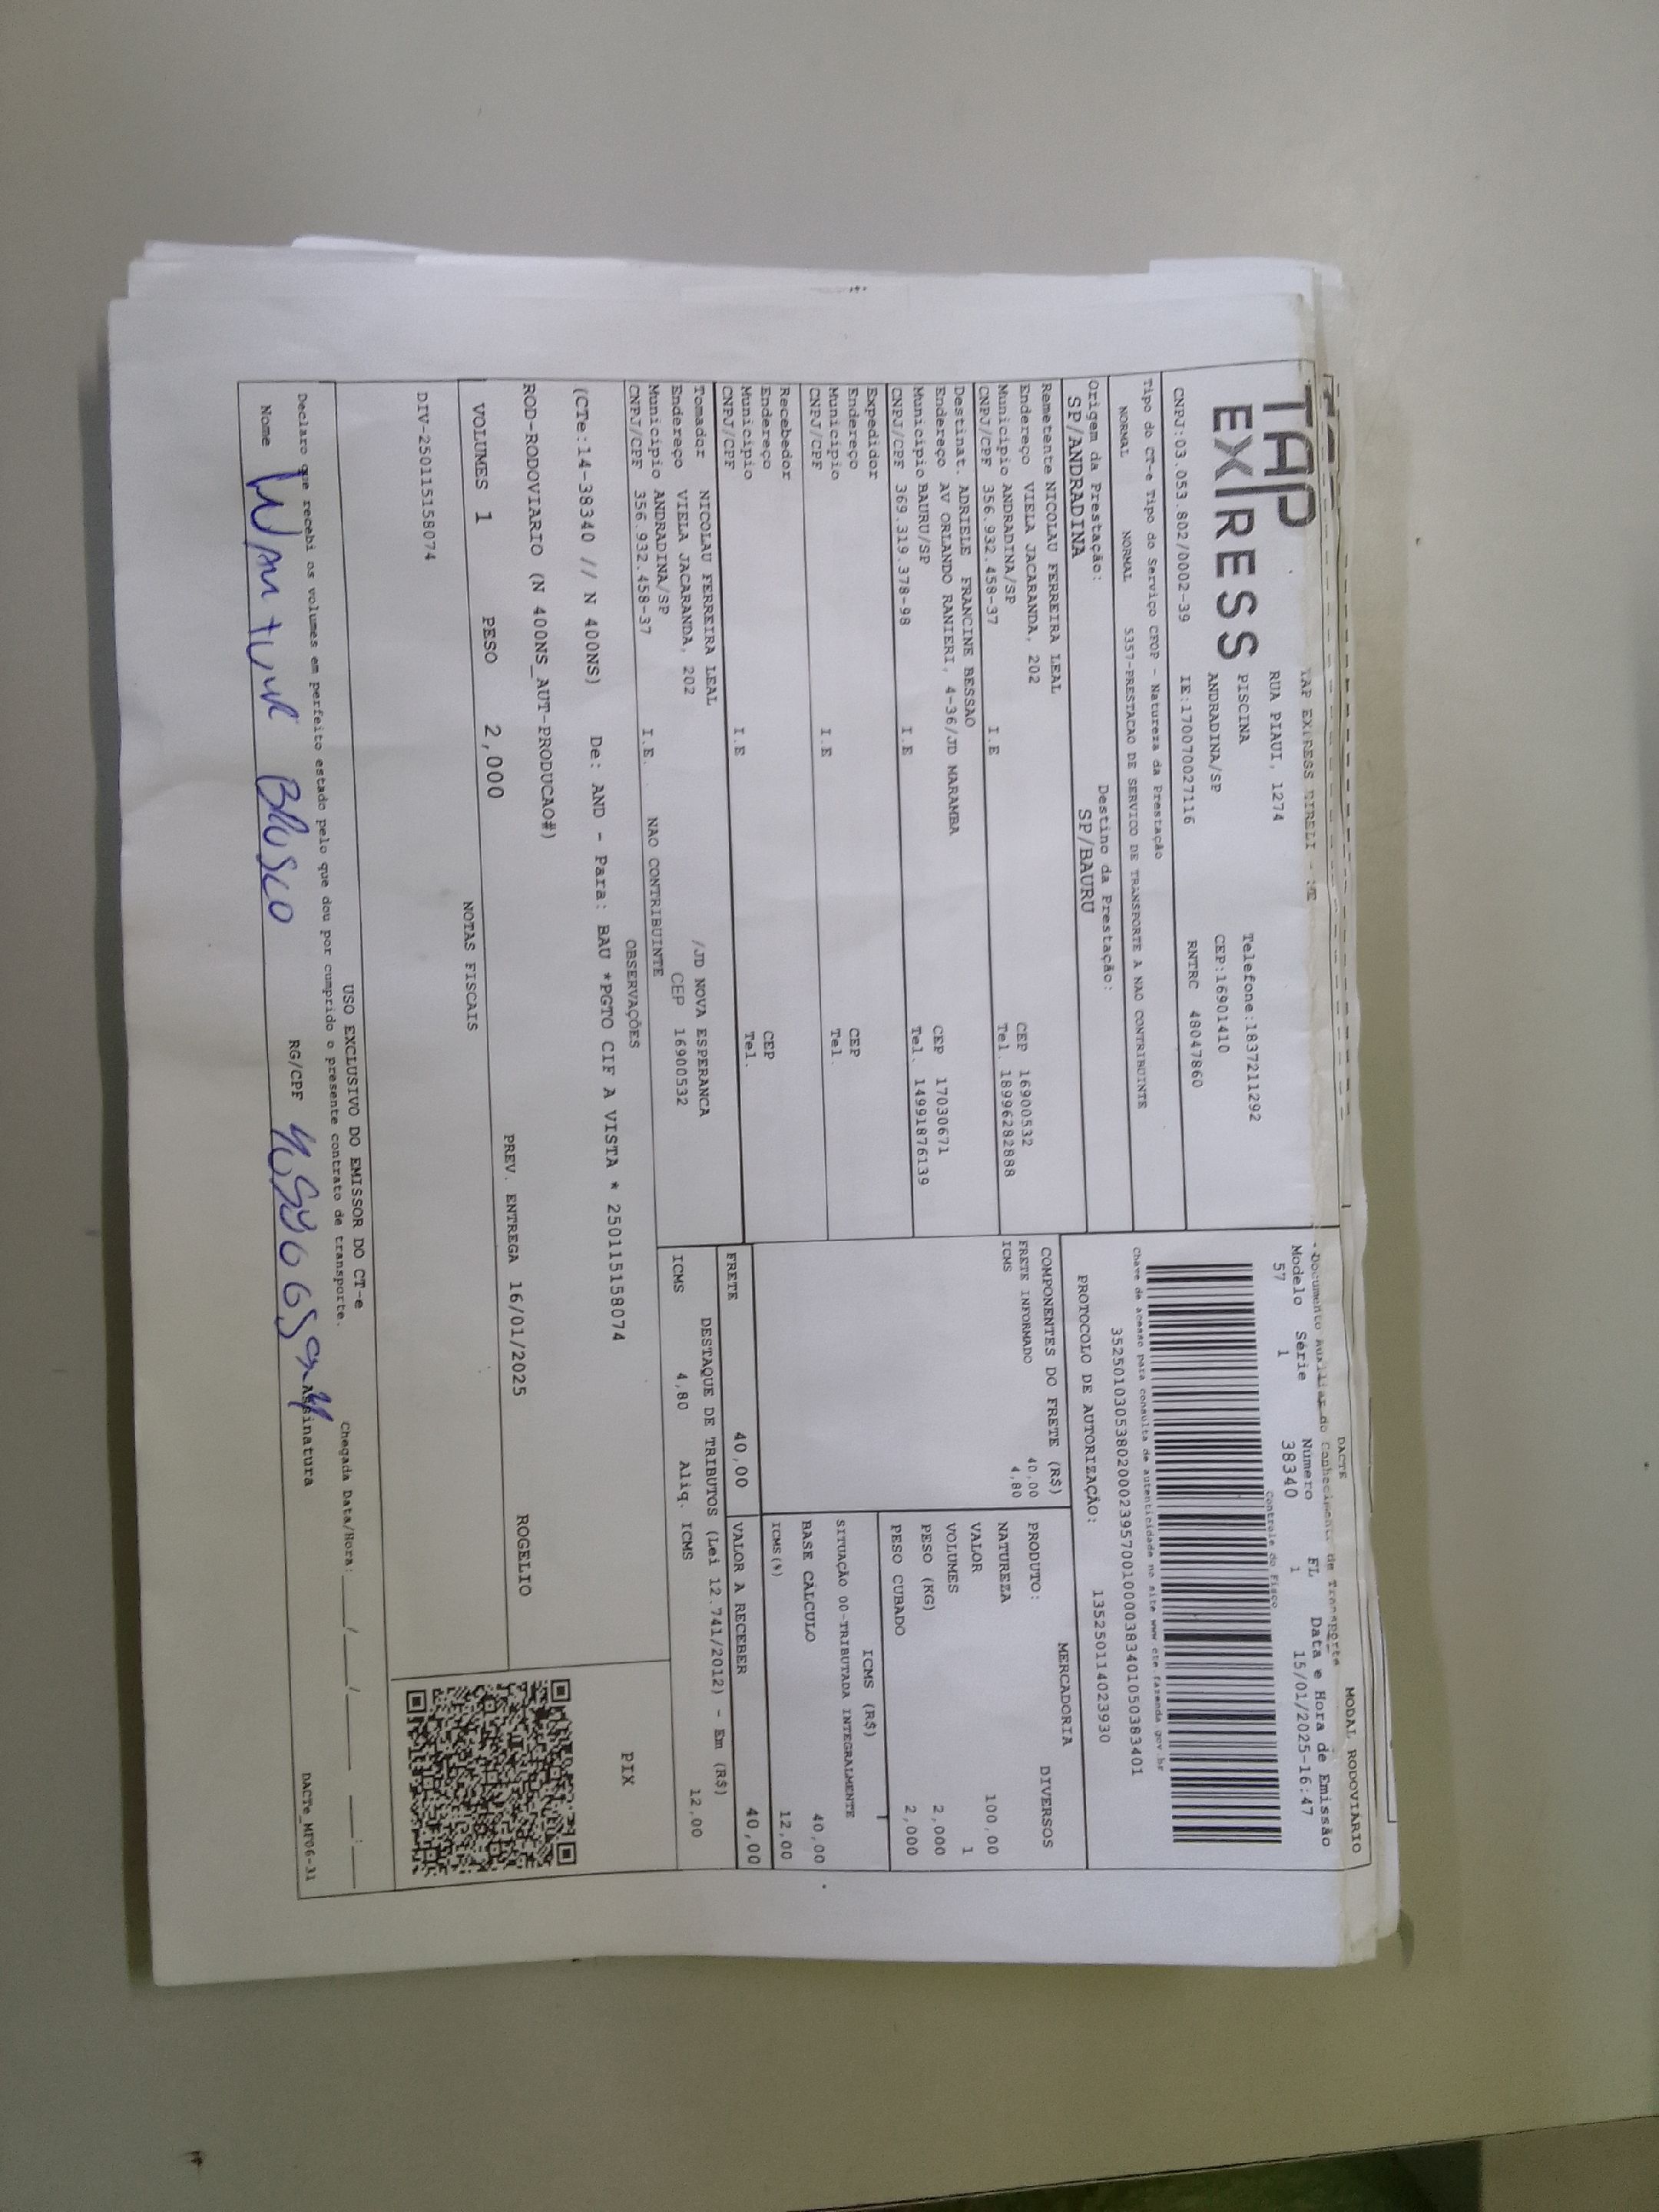 DACTE MODAL RODOVIÁRIO
TAP EXPRESS EIRELI -
Documento Auxiliar do Conhecimento de Transporte
TAP
EXPRESS
RUA PIAUI, 1274
PISCINA Telefone:1837211292
ANDRADINA/SP CEP:16901410
CNPJ:03.053.802/0002-39 IE:170070027116 RNTRC 48047860
Modelo Série Número FL Data e Hora de Emissão
57 1 38340 1 15/01/2025-16:47
Controle do Fisco
Tipo do CT-e Tipo do Serviço CFOP - Natureza da Prestação
NORMAL NORMAL 5357-PRESTACAO DE SERVICO DE TRANSPORTE A NAO CONTRIBUINTE
Chave de acesso para consulta de autenticidade no site www.cte.fazenda.gov.br
35250103053802000239570010000383401050383401
Origem da Prestação: Destino da Prestação:
SP/ANDRADINA SP/BAURU
PROTOCOLO DE AUTORIZAÇÃO: 135250114023930
Remetente NICOLAU FERREIRA LEAL
Endereço VIELA JACARANDA, 202 CEP 16900532
Município ANDRADINA/SP Tel. 18996282888
CNPJ/CPF 356.932.458-37 I.E
Destinat. ADRIELE FRANCINE BESSAO
Endereço AV ORLANDO RANIERI, 4-36/JD MARAMBA CEP 17030671
Município BAURU/SP Tel. 14991876139
CNPJ/CPF 369.319.378-98 I.E
Expedidor
Endereço CEP
Município Tel.
CNPJ/CPF I.E
Recebedor
Endereço CEP
Município Tel.
CNPJ/CPF I.E
Tomador NICOLAU FERREIRA LEAL /JD NOVA ESPERANCA
Endereço VIELA JACARANDA, 202 CEP 16900532
Município ANDRADINA/SP
CNPJ/CPF 356.932.458-37 I.E. NAO CONTRIBUINTE
COMPONENTES DO FRETE (R$)
FRETE INFORMADO 40,00
ICMS 4,80
MERCADORIA
PRODUTO: DIVERSOS
NATUREZA
VALOR 100,00
VOLUMES 1
PESO (KG) 2,000
PESO CUBADO 2,000
ICMS (R$)
SITUAÇÃO 00-TRIBUTADA INTEGRALMENTE
BASE CÁLCULO 40,00
ICMS (%) 12,00
FRETE 40,00 VALOR A RECEBER 40,00
DESTAQUE DE TRIBUTOS (Lei 12.741/2012) - Em (R$)
ICMS 4,80 Aliq. ICMS 12,00
OBSERVAÇÕES
(CTe:14-38340 // N 400NS) De: AND - Para: BAU *PGTO CIF A VISTA * 250115158074
PIX
ROD-RODOVIARIO (N 400NS_AUT-PRODUCAO#)
PREV. ENTREGA 16/01/2025 ROGELIO
VOLUMES 1 PESO 2,000
NOTAS FISCAIS
DIV-250115158074
USO EXCLUSIVO DO EMISSOR DO CT-e
Declaro que recebi os volumes em perfeito estado pelo que dou por cumprido o presente contrato de transporte.
Chegada Data/Hora:___/___/_____ ___:___
Nome RG/CPF Assinatura
DACTe_MF06-31